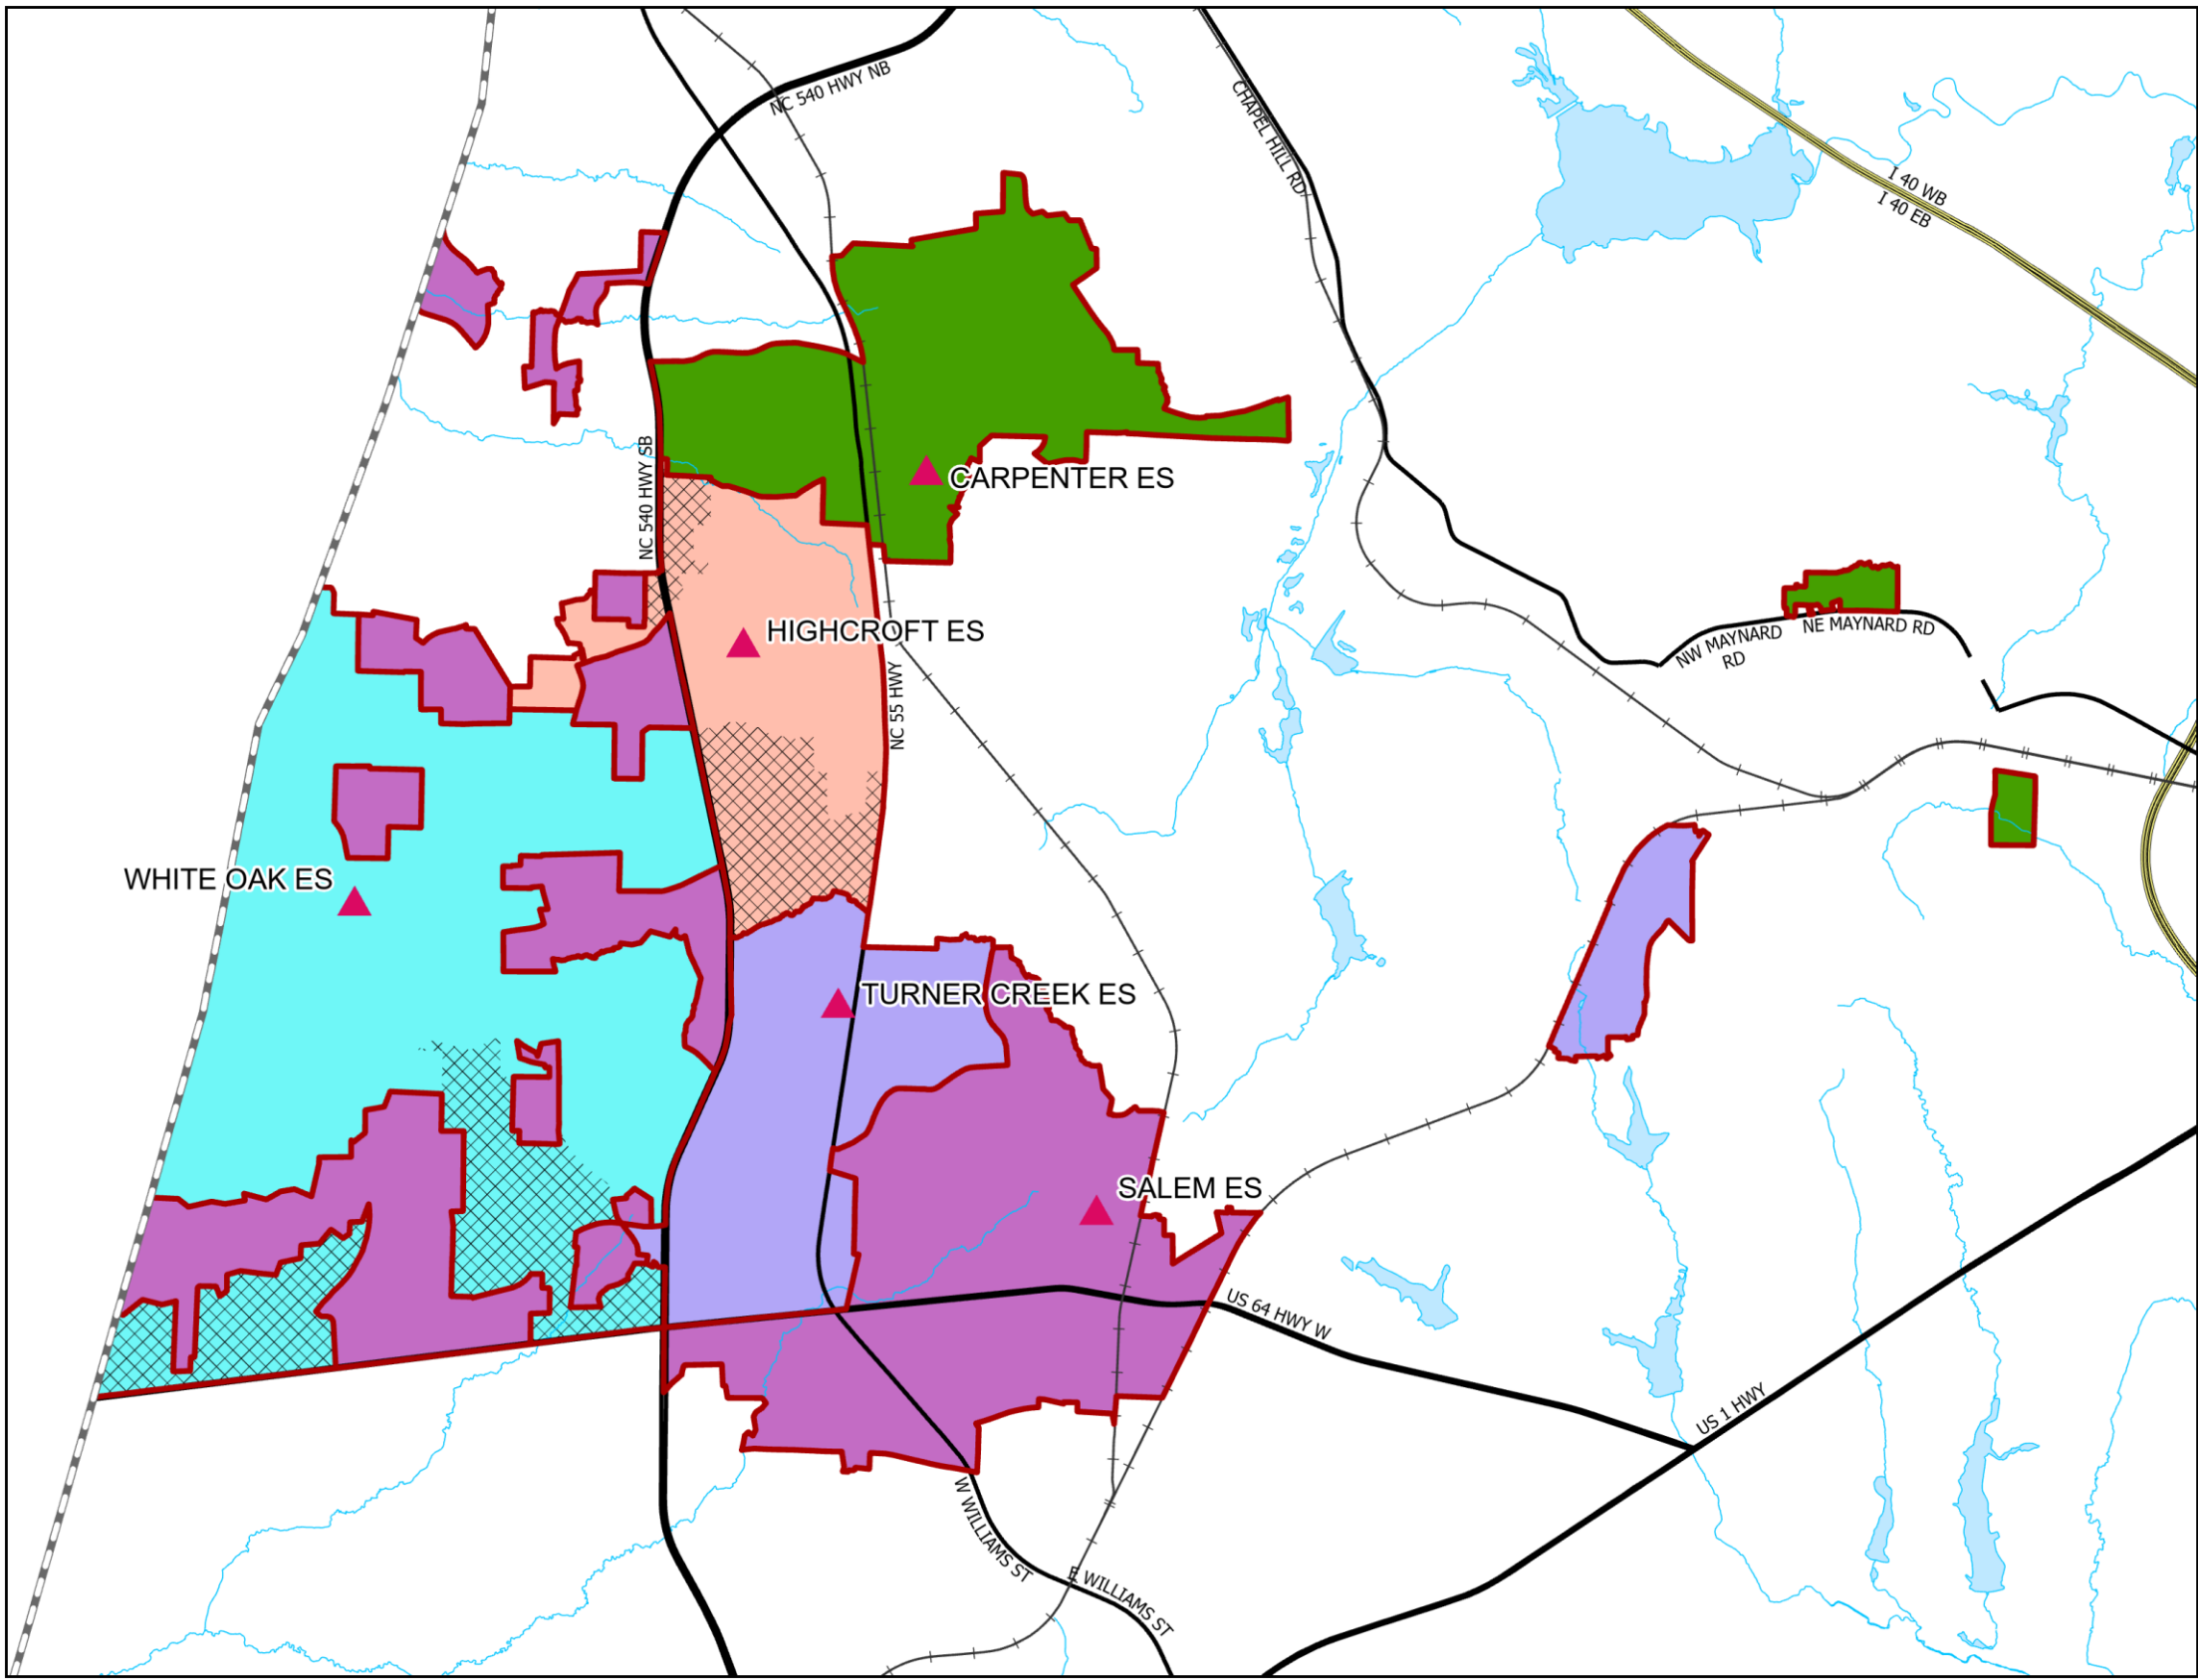 NC 540 HWY NB
CHAPEL HILL RD
I 40 WB
I 40 EB
NC 540 HWY SB
CARPENTER ES
HIGHCROFT ES
NW MAYNARD
RD
NE MAYNARD RD
NC 55 HWY
WHITE OAK ES
TURNER CREEK ES
SALEM ES
US 64 HWY W
US 1 HWY
W WILLIAMS ST
E WILLIAMS ST